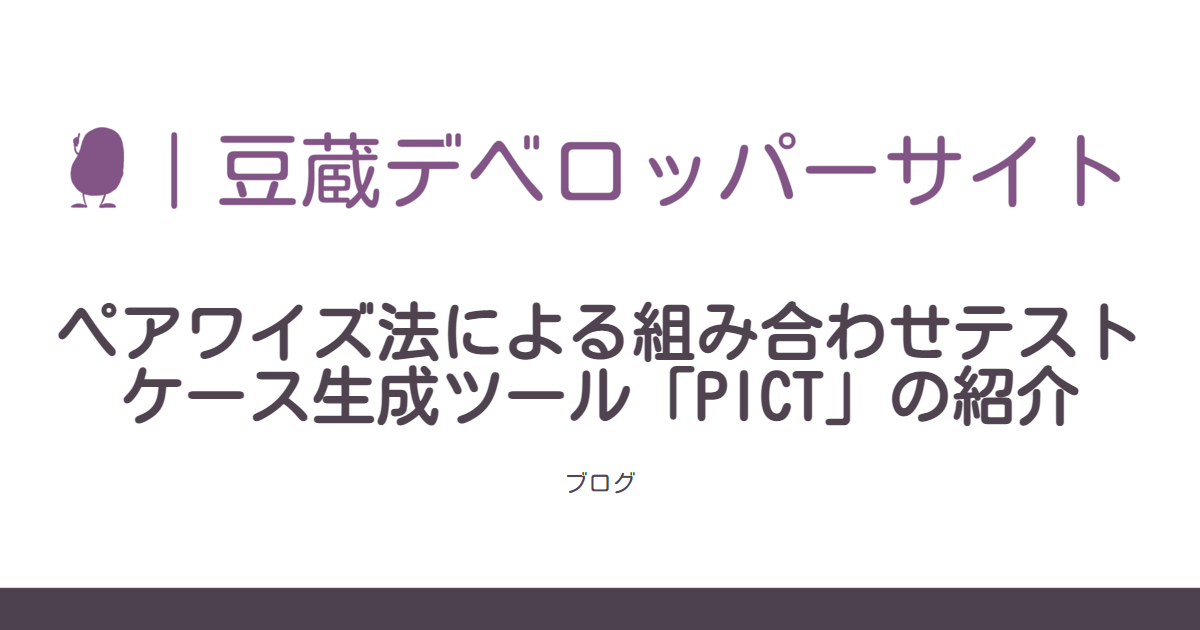 ｜豆蔵デベロッパーサイト
ペアワイズ法による組み合わせテスト
ケース生成ツール「PICT」の紹介
ブログ